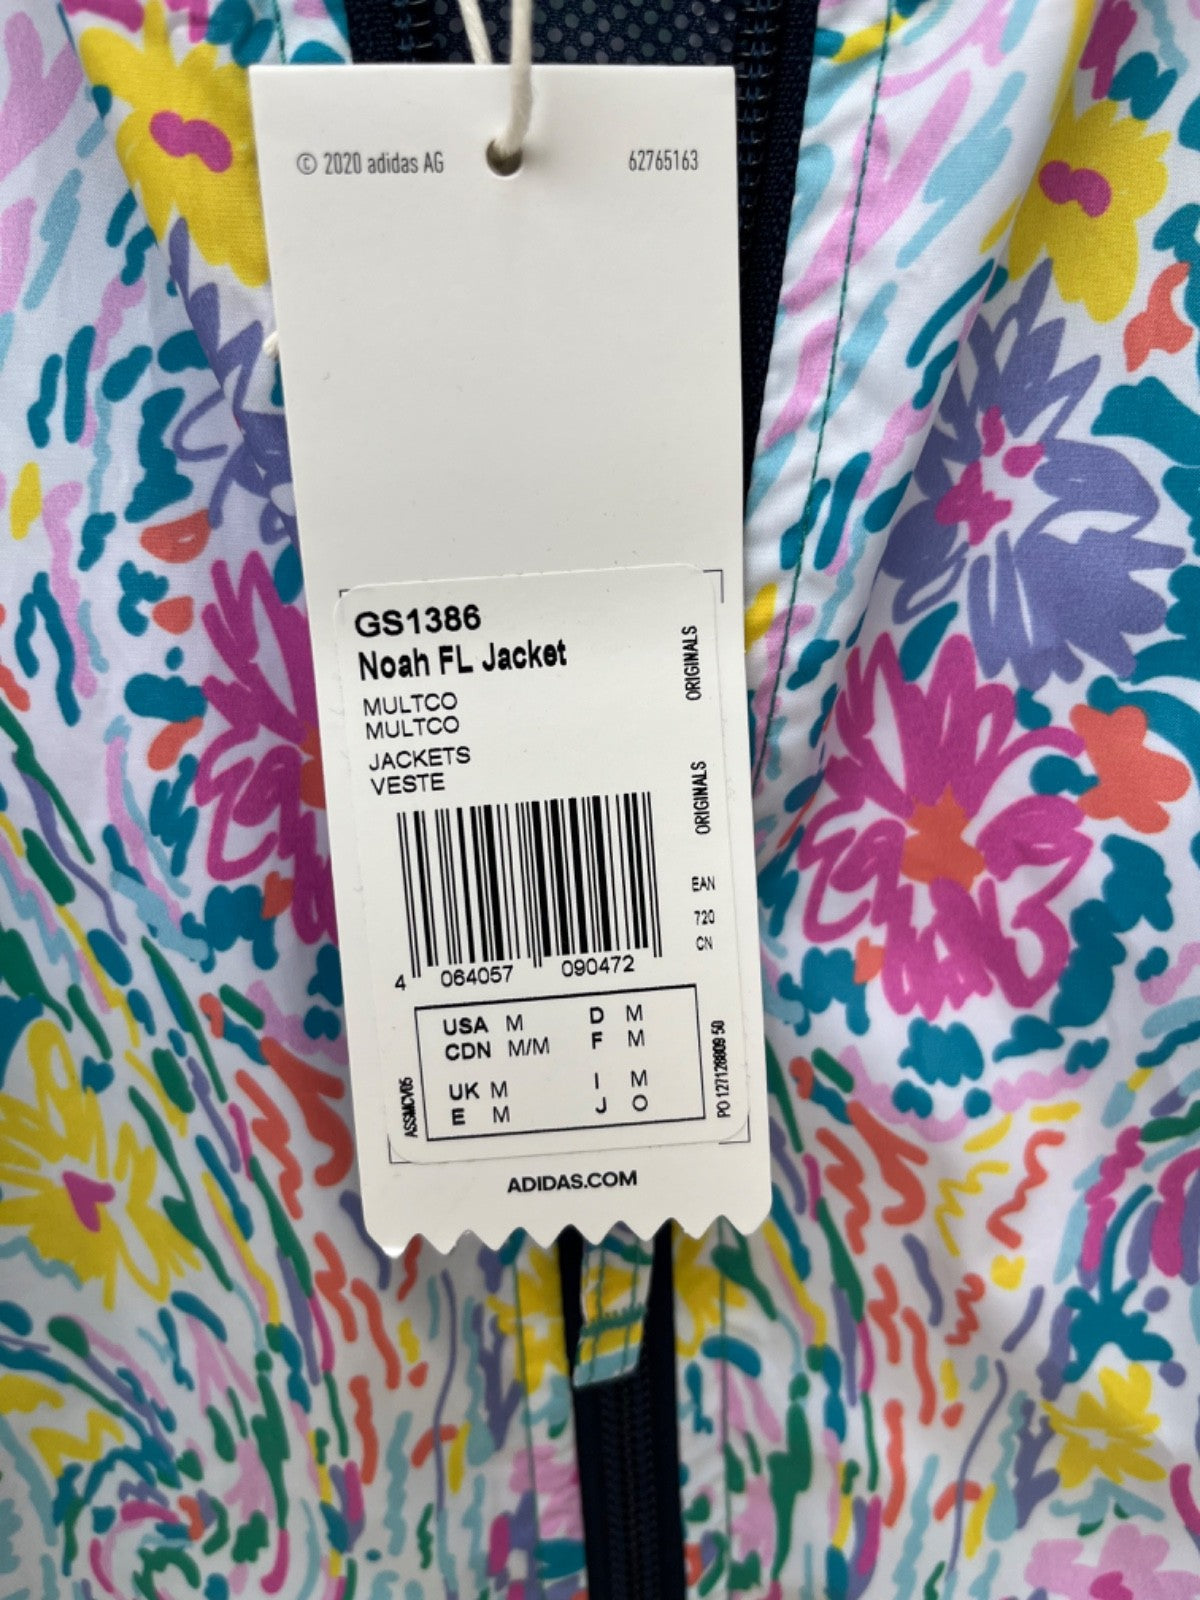 © 2020 adidas AG
62765163
GS1386
Noah FL Jacket
MULTCO
MULTCO
JACKETS
VESTE
ORIGINALS
ORIGINALS
EAN
720
CN
4 064057 090472
USA M D M
CDN M/M F M
UK M I M
E M J O
ASSMCV05
PO 127128809 50
ADIDAS.COM